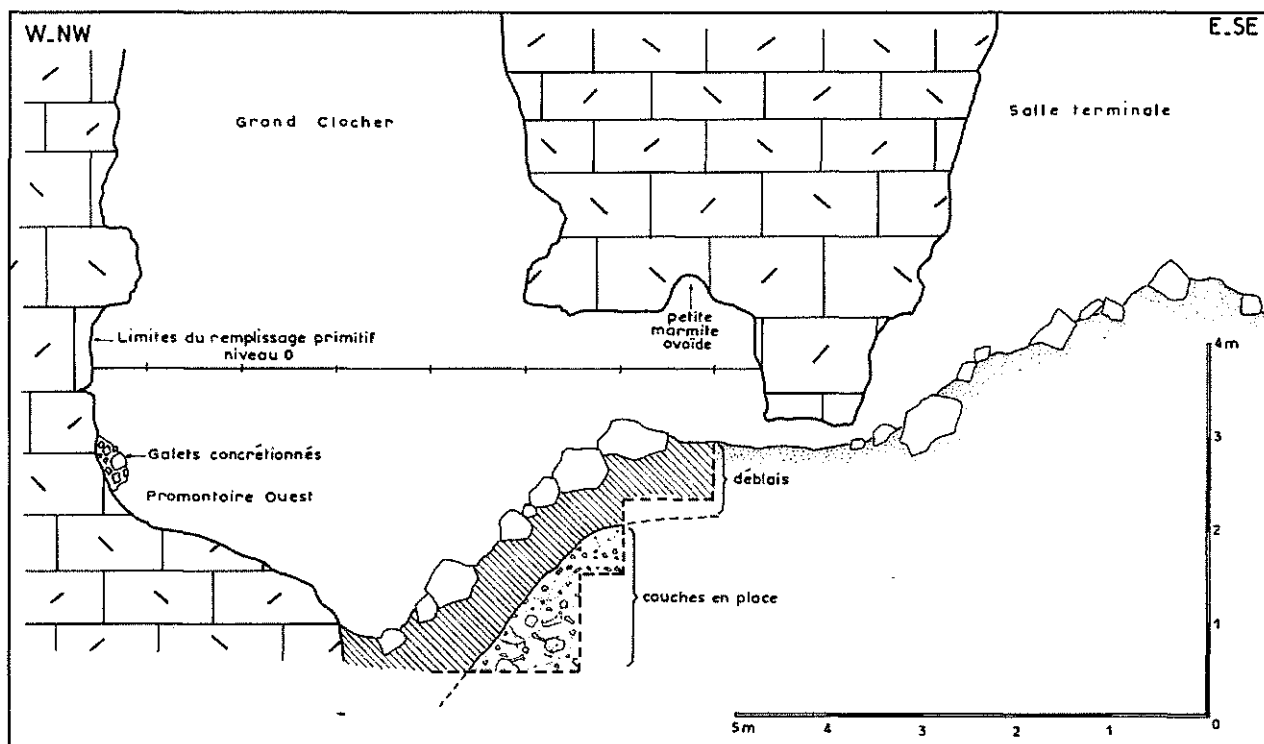 W_NW
E_SE
Grand Clocher
Salle terminale
petite
marmite
ovoïde
Limites du remplissage primitif
niveau 0
4m
Galets concrétionnés
3
déblais
Promontoire Ouest
2
couches en place
1
5m
4
3
2
1
0